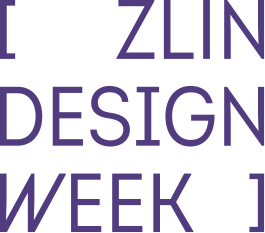 [ ZLIN
DESIGN
WEEK ]